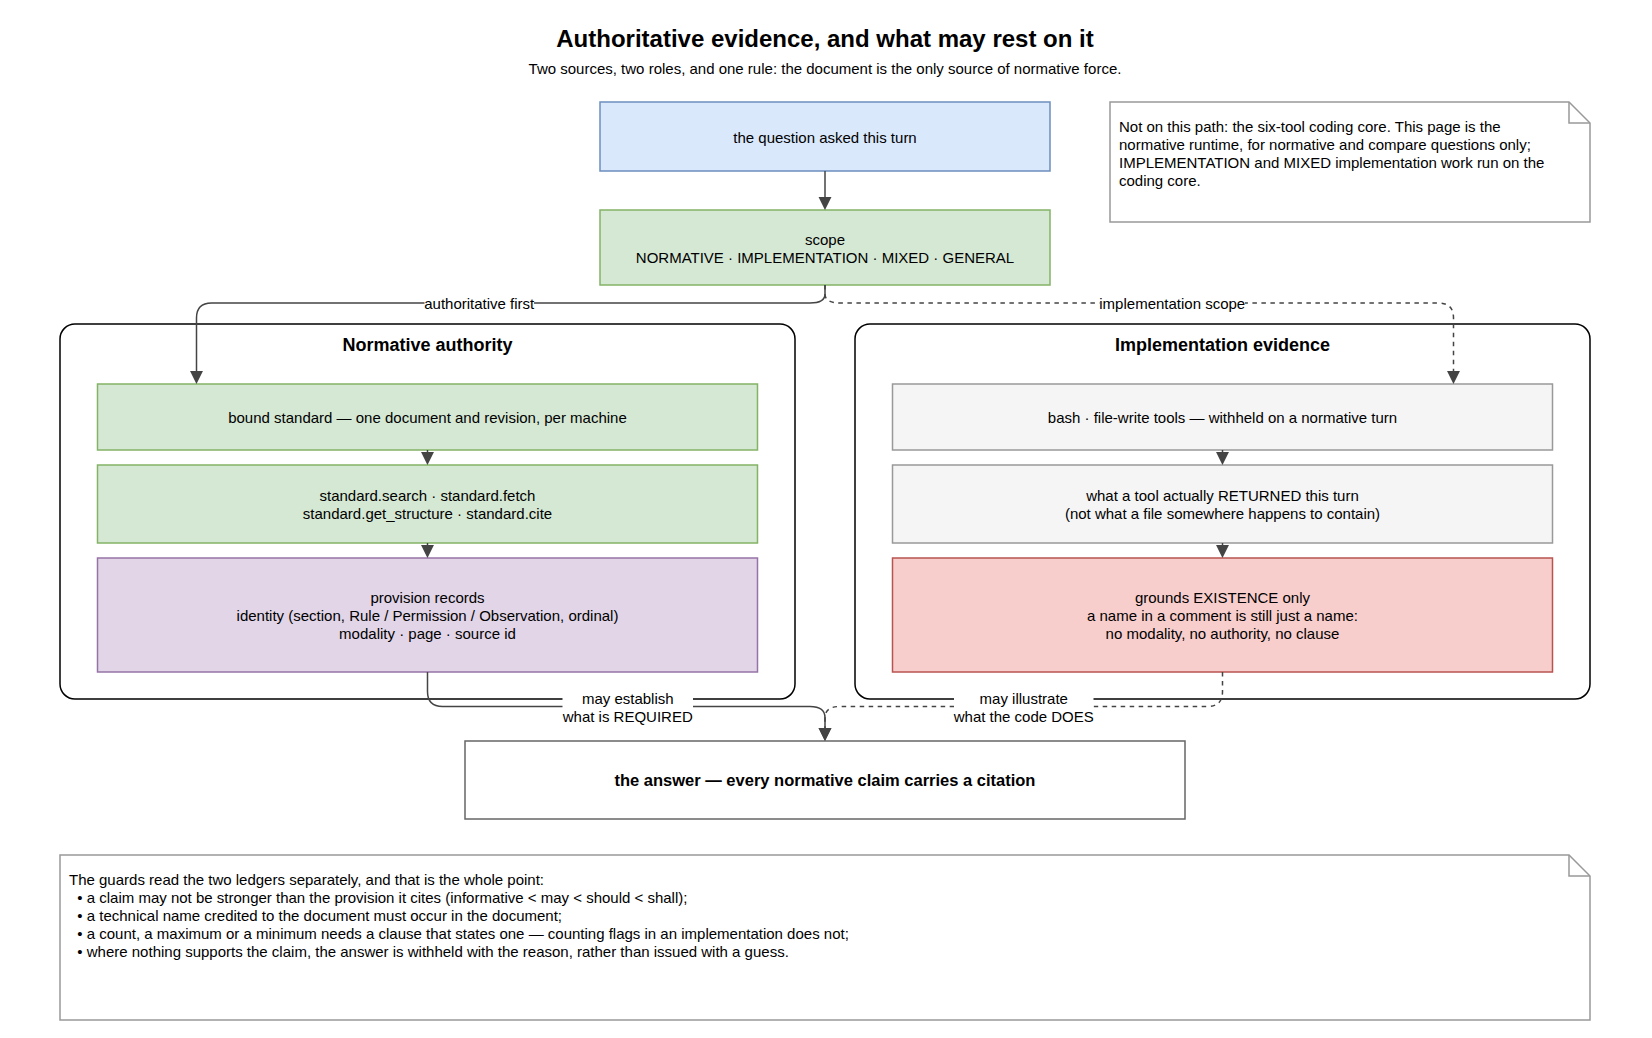 Authoritative evidence, and what may rest on it
Two sources, two roles, and one rule: the document is the only source of normative force.
the question asked this turn
Not on this path: the six-tool coding core. This page is the
normative runtime, for normative and compare questions only;
IMPLEMENTATION and MIXED implementation work run on the
coding core.
scope
NORMATIVE · IMPLEMENTATION · MIXED · GENERAL
authoritative first
implementation scope
Normative authority
bound standard — one document and revision, per machine
standard.search · standard.fetch
standard.get_structure · standard.cite
provision records
identity (section, Rule / Permission / Observation, ordinal)
modality · page · source id
Implementation evidence
bash · file-write tools — withheld on a normative turn
what a tool actually RETURNED this turn
(not what a file somewhere happens to contain)
grounds EXISTENCE only
a name in a comment is still just a name:
no modality, no authority, no clause
may establish
what is REQUIRED
may illustrate
what the code DOES
the answer — every normative claim carries a citation
The guards read the two ledgers separately, and that is the whole point:
• a claim may not be stronger than the provision it cites (informative < may < should < shall);
• a technical name credited to the document must occur in the document;
• a count, a maximum or a minimum needs a clause that states one — counting flags in an implementation does not;
• where nothing supports the claim, the answer is withheld with the reason, rather than issued with a guess.